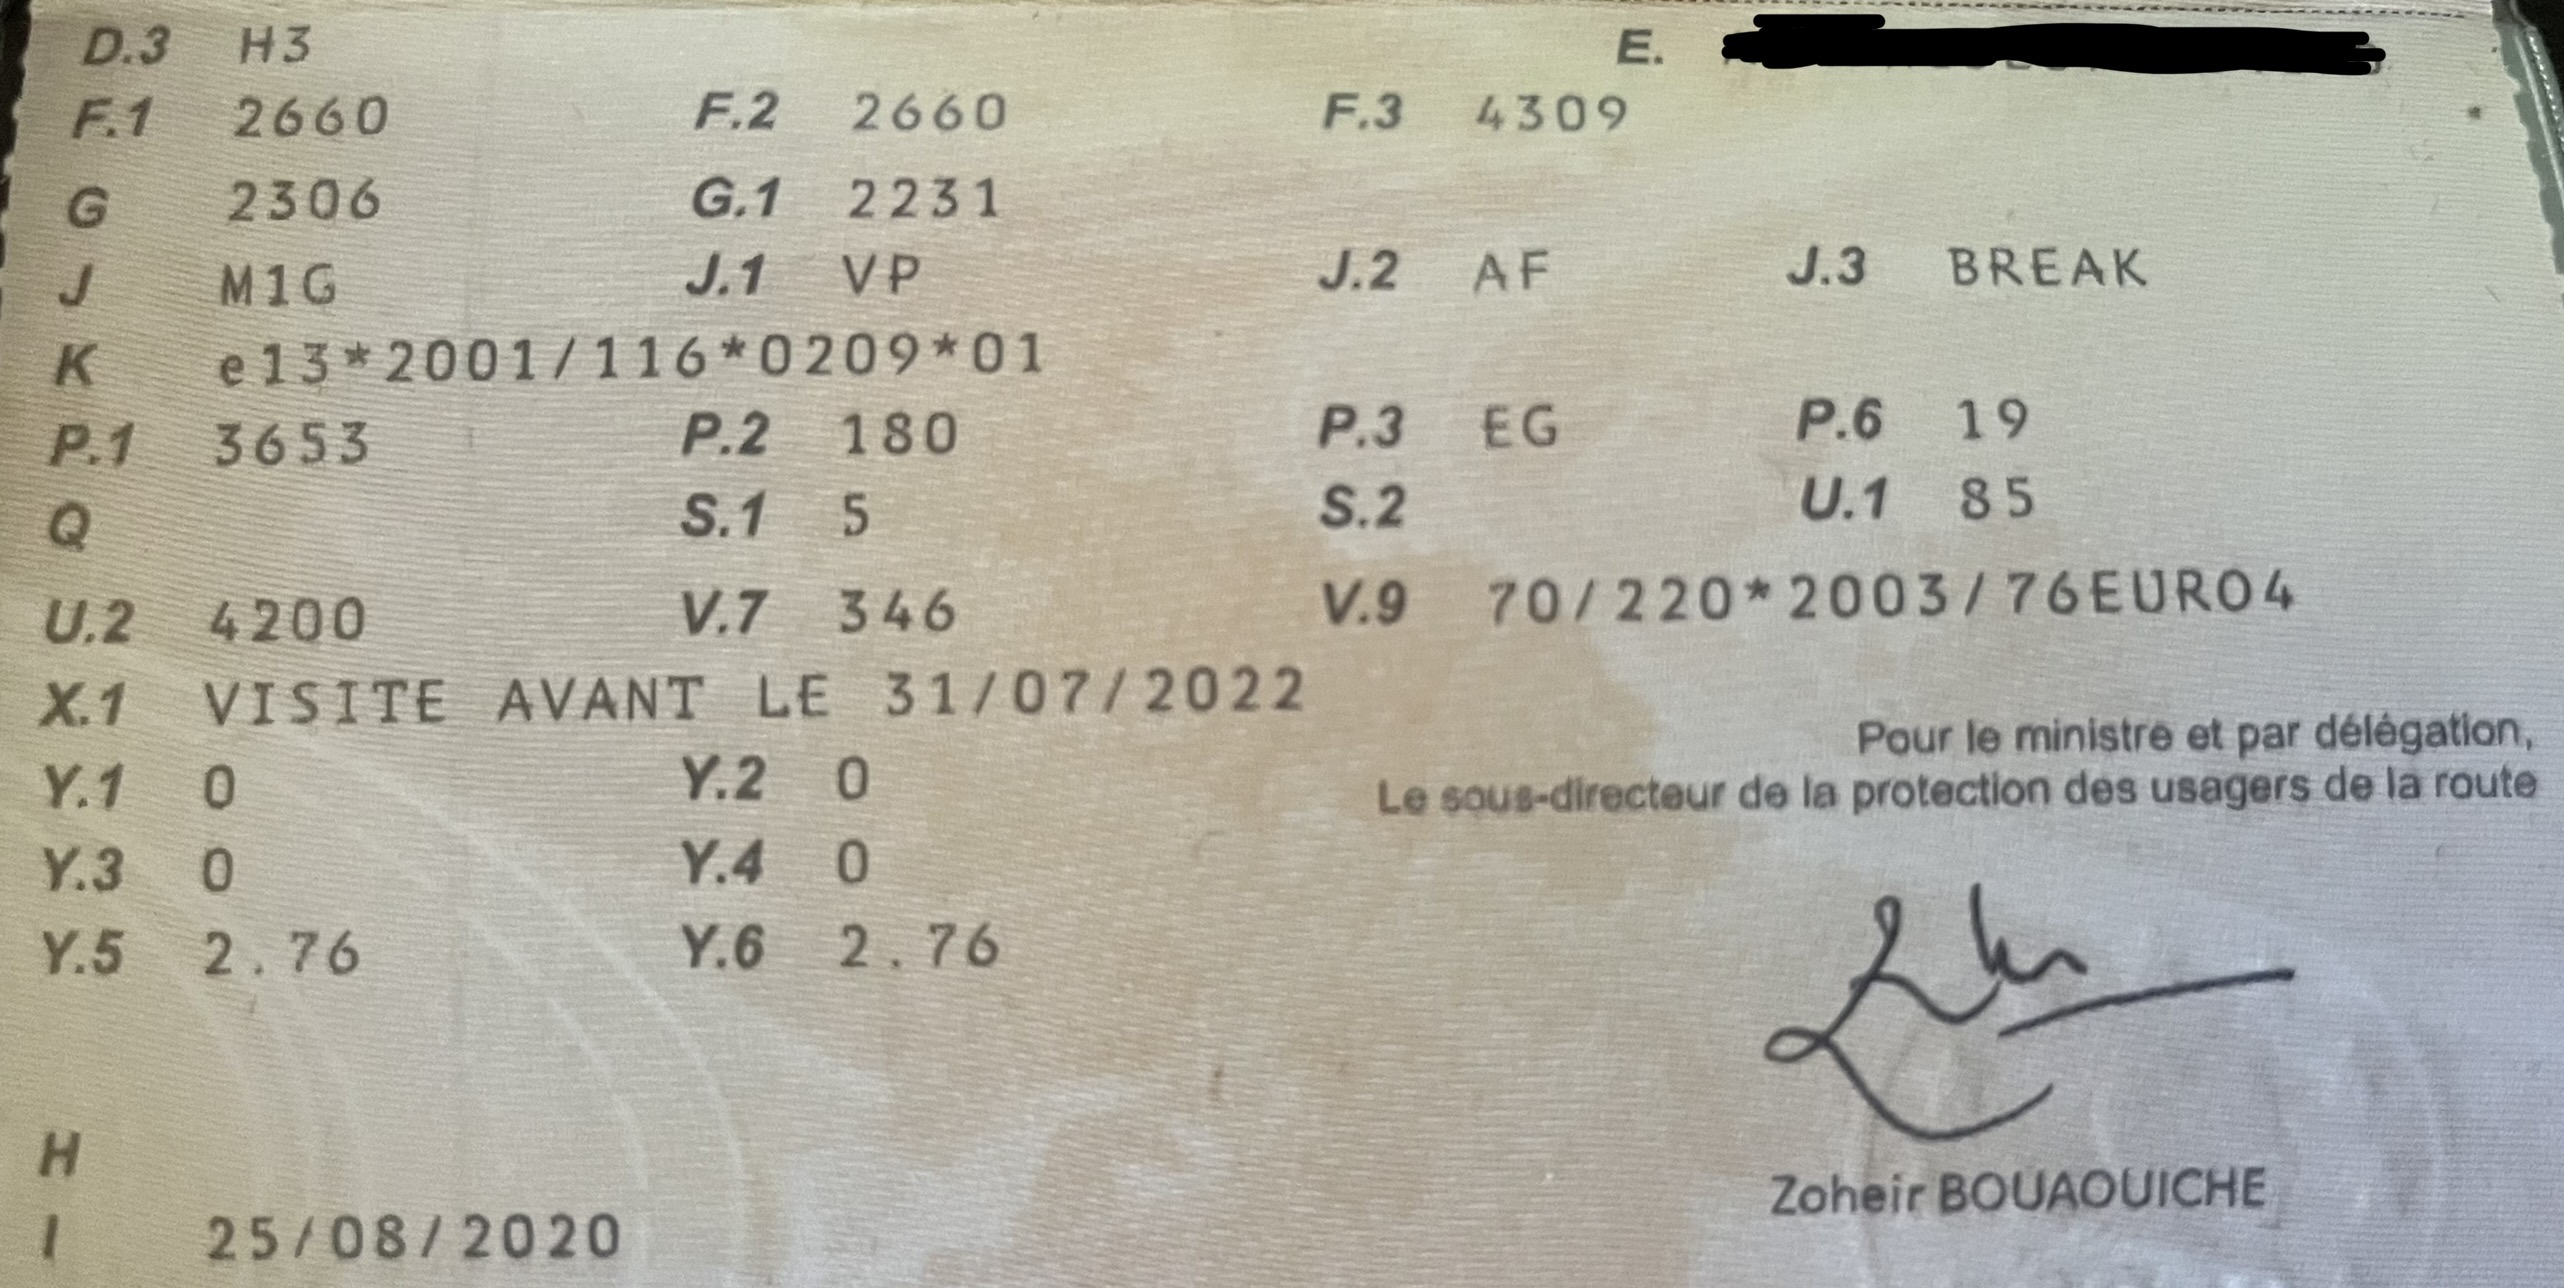 D.3 H3 E.
F.1 2660 F.2 2660 F.3 4309
G 2306 G.1 2231
J M1G J.1 VP J.2 AF J.3 BREAK
K e13*2001/116*0209*01
P.1 3653 P.2 180 P.3 EG P.6 19
Q S.1 5 S.2 U.1 85
U.2 4200 V.7 346 V.9 70/220*2003/76EURO4
X.1 VISITE AVANT LE 31/07/2022
Pour le ministre et par délégation,
Y.1 0 Y.2 0
Le sous-directeur de la protection des usagers de la route
Y.3 0 Y.4 0
Y.5 2.76 Y.6 2.76
H
Zoheir BOUAOUICHE
I 25/08/2020